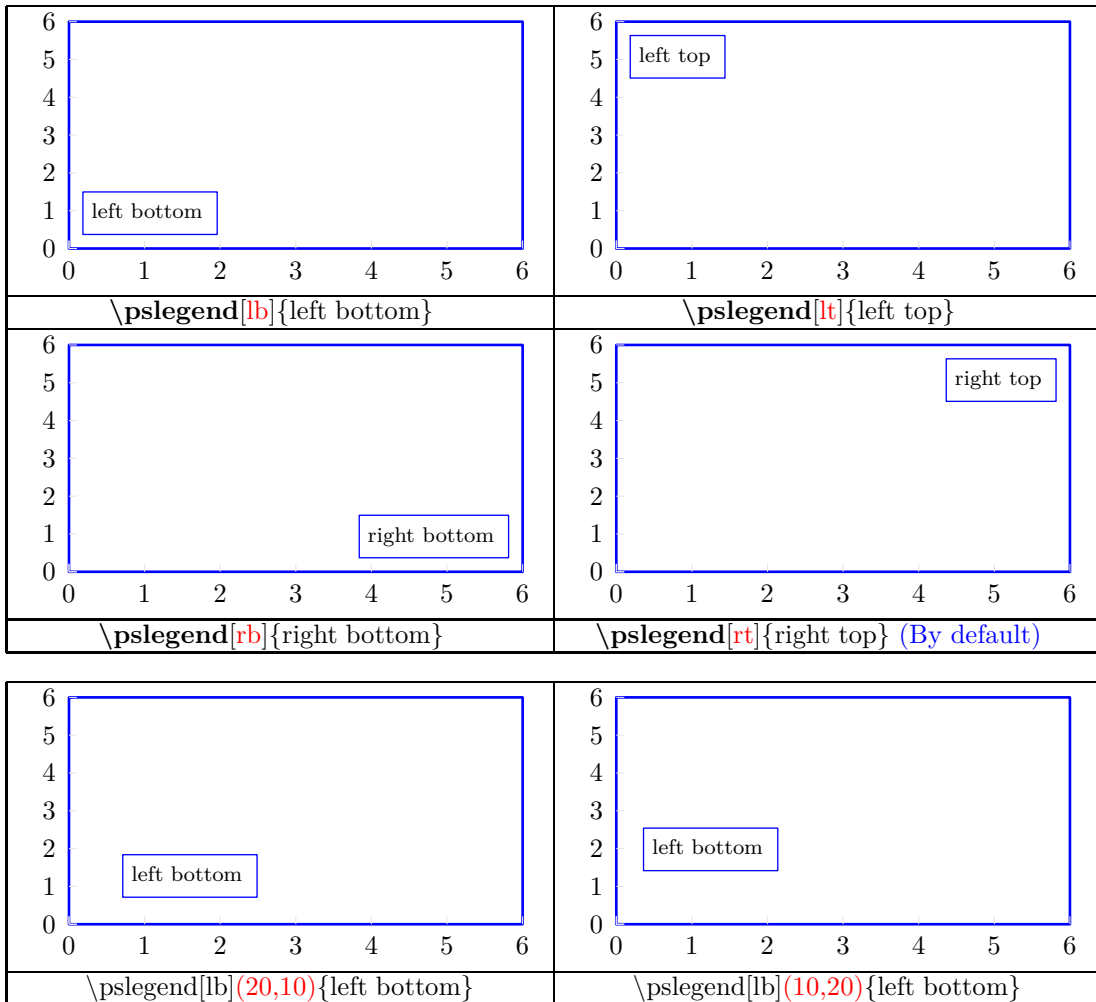 6 6
5 left top 5
4 4
3 3
2 2
left bottom 1 1
0 0
0 1 2 3 4 5 6 0 1 2 3 4 5 6
\pslegend[lb]{left bottom} \pslegend[lt]{left top}
6 6
5 right top 5
4 4
3 3
2 2
1 right bottom 1
0 0
0 1 2 3 4 5 6 0 1 2 3 4 5 6
\pslegend[rb]{right bottom} \pslegend[rt]{right top} (By default)
6 6
5 5
4 4
3 3
2 2 left bottom
1 left bottom 1
0 0
0 1 2 3 4 5 6 0 1 2 3 4 5 6
\pslegend[lb](20,10){left bottom} \pslegend[lb](10,20){left bottom}